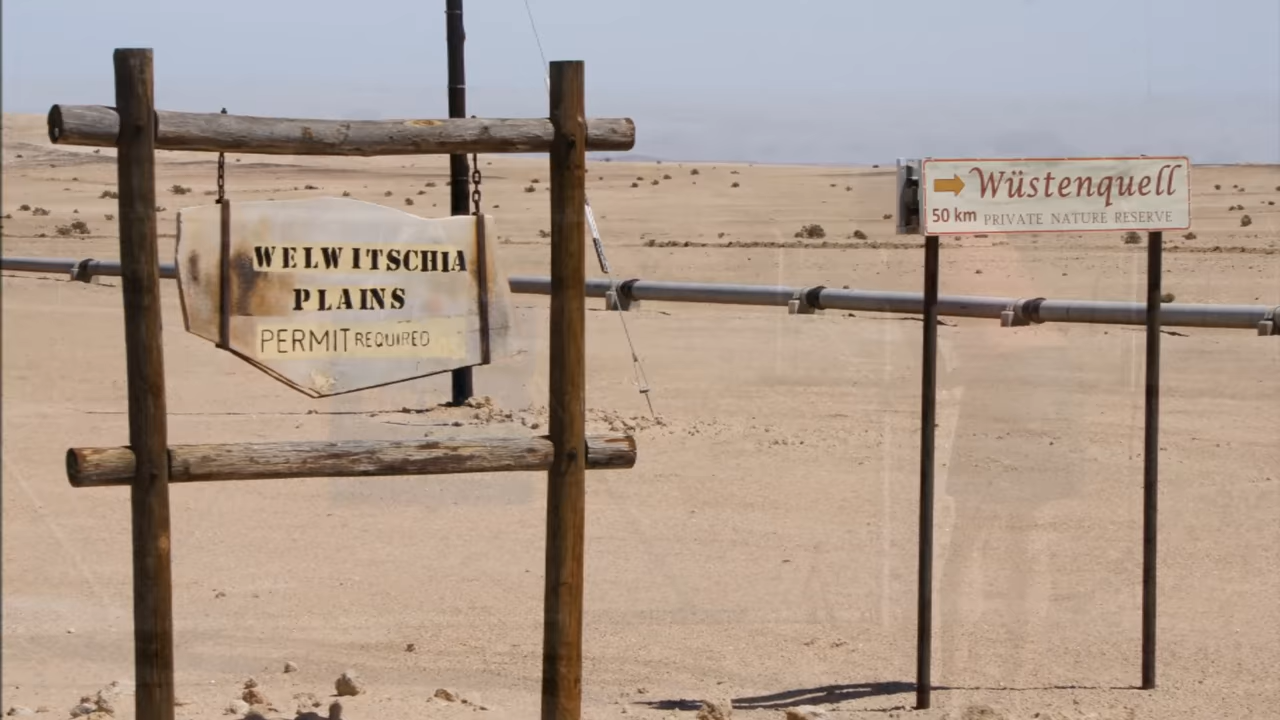 WELWITSCHIA
PLAINS
PERMIT REQUIRED
Wüstenquell
50 km PRIVATE NATURE RESERVE